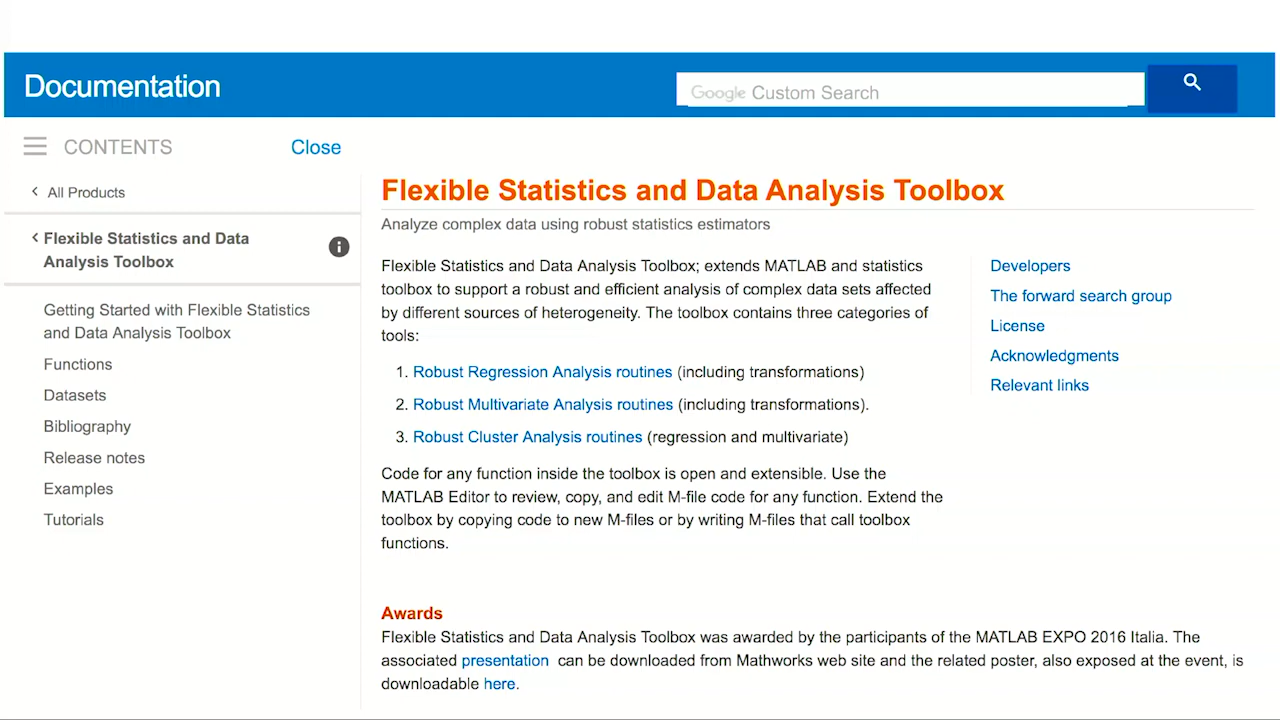 Documentation
Google Custom Search
CONTENTS
Close
All Products
Flexible Statistics and Data
Analysis Toolbox
Getting Started with Flexible Statistics
and Data Analysis Toolbox
Functions
Datasets
Bibliography
Release notes
Examples
Tutorials
Flexible Statistics and Data Analysis Toolbox
Analyze complex data using robust statistics estimators
Flexible Statistics and Data Analysis Toolbox; extends MATLAB and statistics
toolbox to support a robust and efficient analysis of complex data sets affected
by different sources of heterogeneity. The toolbox contains three categories of
tools:
1. Robust Regression Analysis routines (including transformations)
2. Robust Multivariate Analysis routines (including transformations).
3. Robust Cluster Analysis routines (regression and multivariate)
Code for any function inside the toolbox is open and extensible. Use the
MATLAB Editor to review, copy, and edit M-file code for any function. Extend the
toolbox by copying code to new M-files or by writing M-files that call toolbox
functions.
Developers
The forward search group
License
Acknowledgments
Relevant links
Awards
Flexible Statistics and Data Analysis Toolbox was awarded by the participants of the MATLAB EXPO 2016 Italia. The
associated presentation can be downloaded from Mathworks web site and the related poster, also exposed at the event, is
downloadable here.